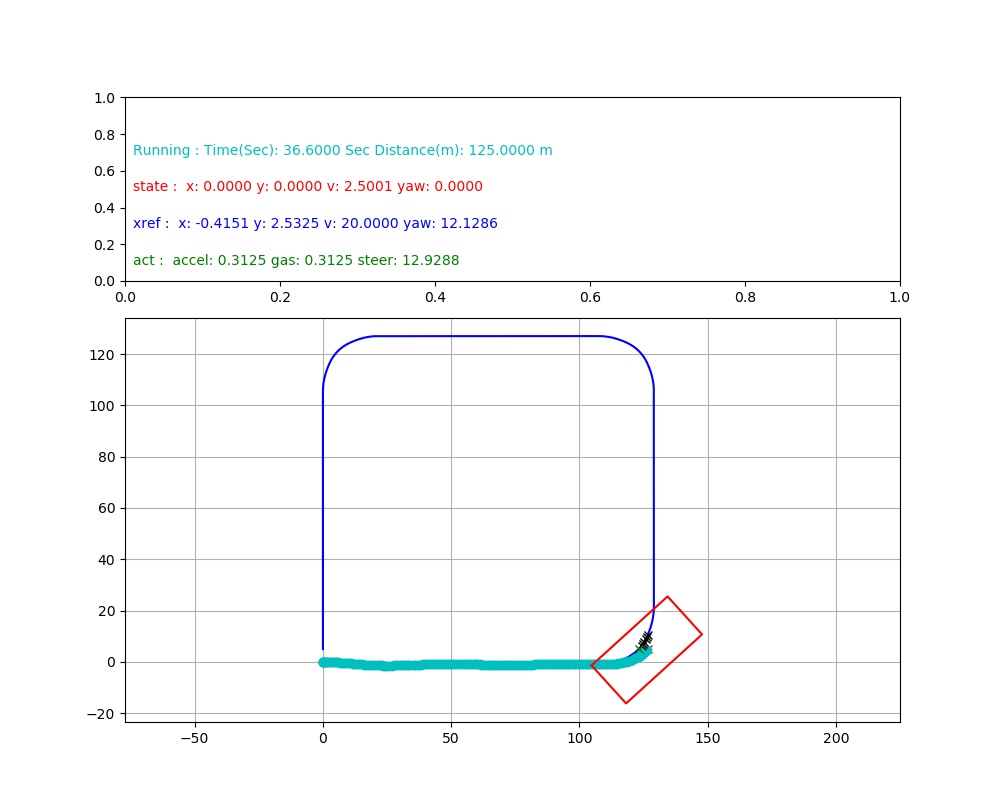 1.0
0.8
Running : Time(Sec): 36.6000 Sec Distance(m): 125.0000 m
0.6
state :  x: 0.0000 y: 0.0000 v: 2.5001 yaw: 0.0000
0.4
xref :  x: -0.4151 y: 2.5325 v: 20.0000 yaw: 12.1286
0.2
act :  accel: 0.3125 gas: 0.3125 steer: 12.9288
0.0
0.0 0.2 0.4 0.6 0.8 1.0
120
100
80
60
40
20
0
−20
−50 0 50 100 150 200